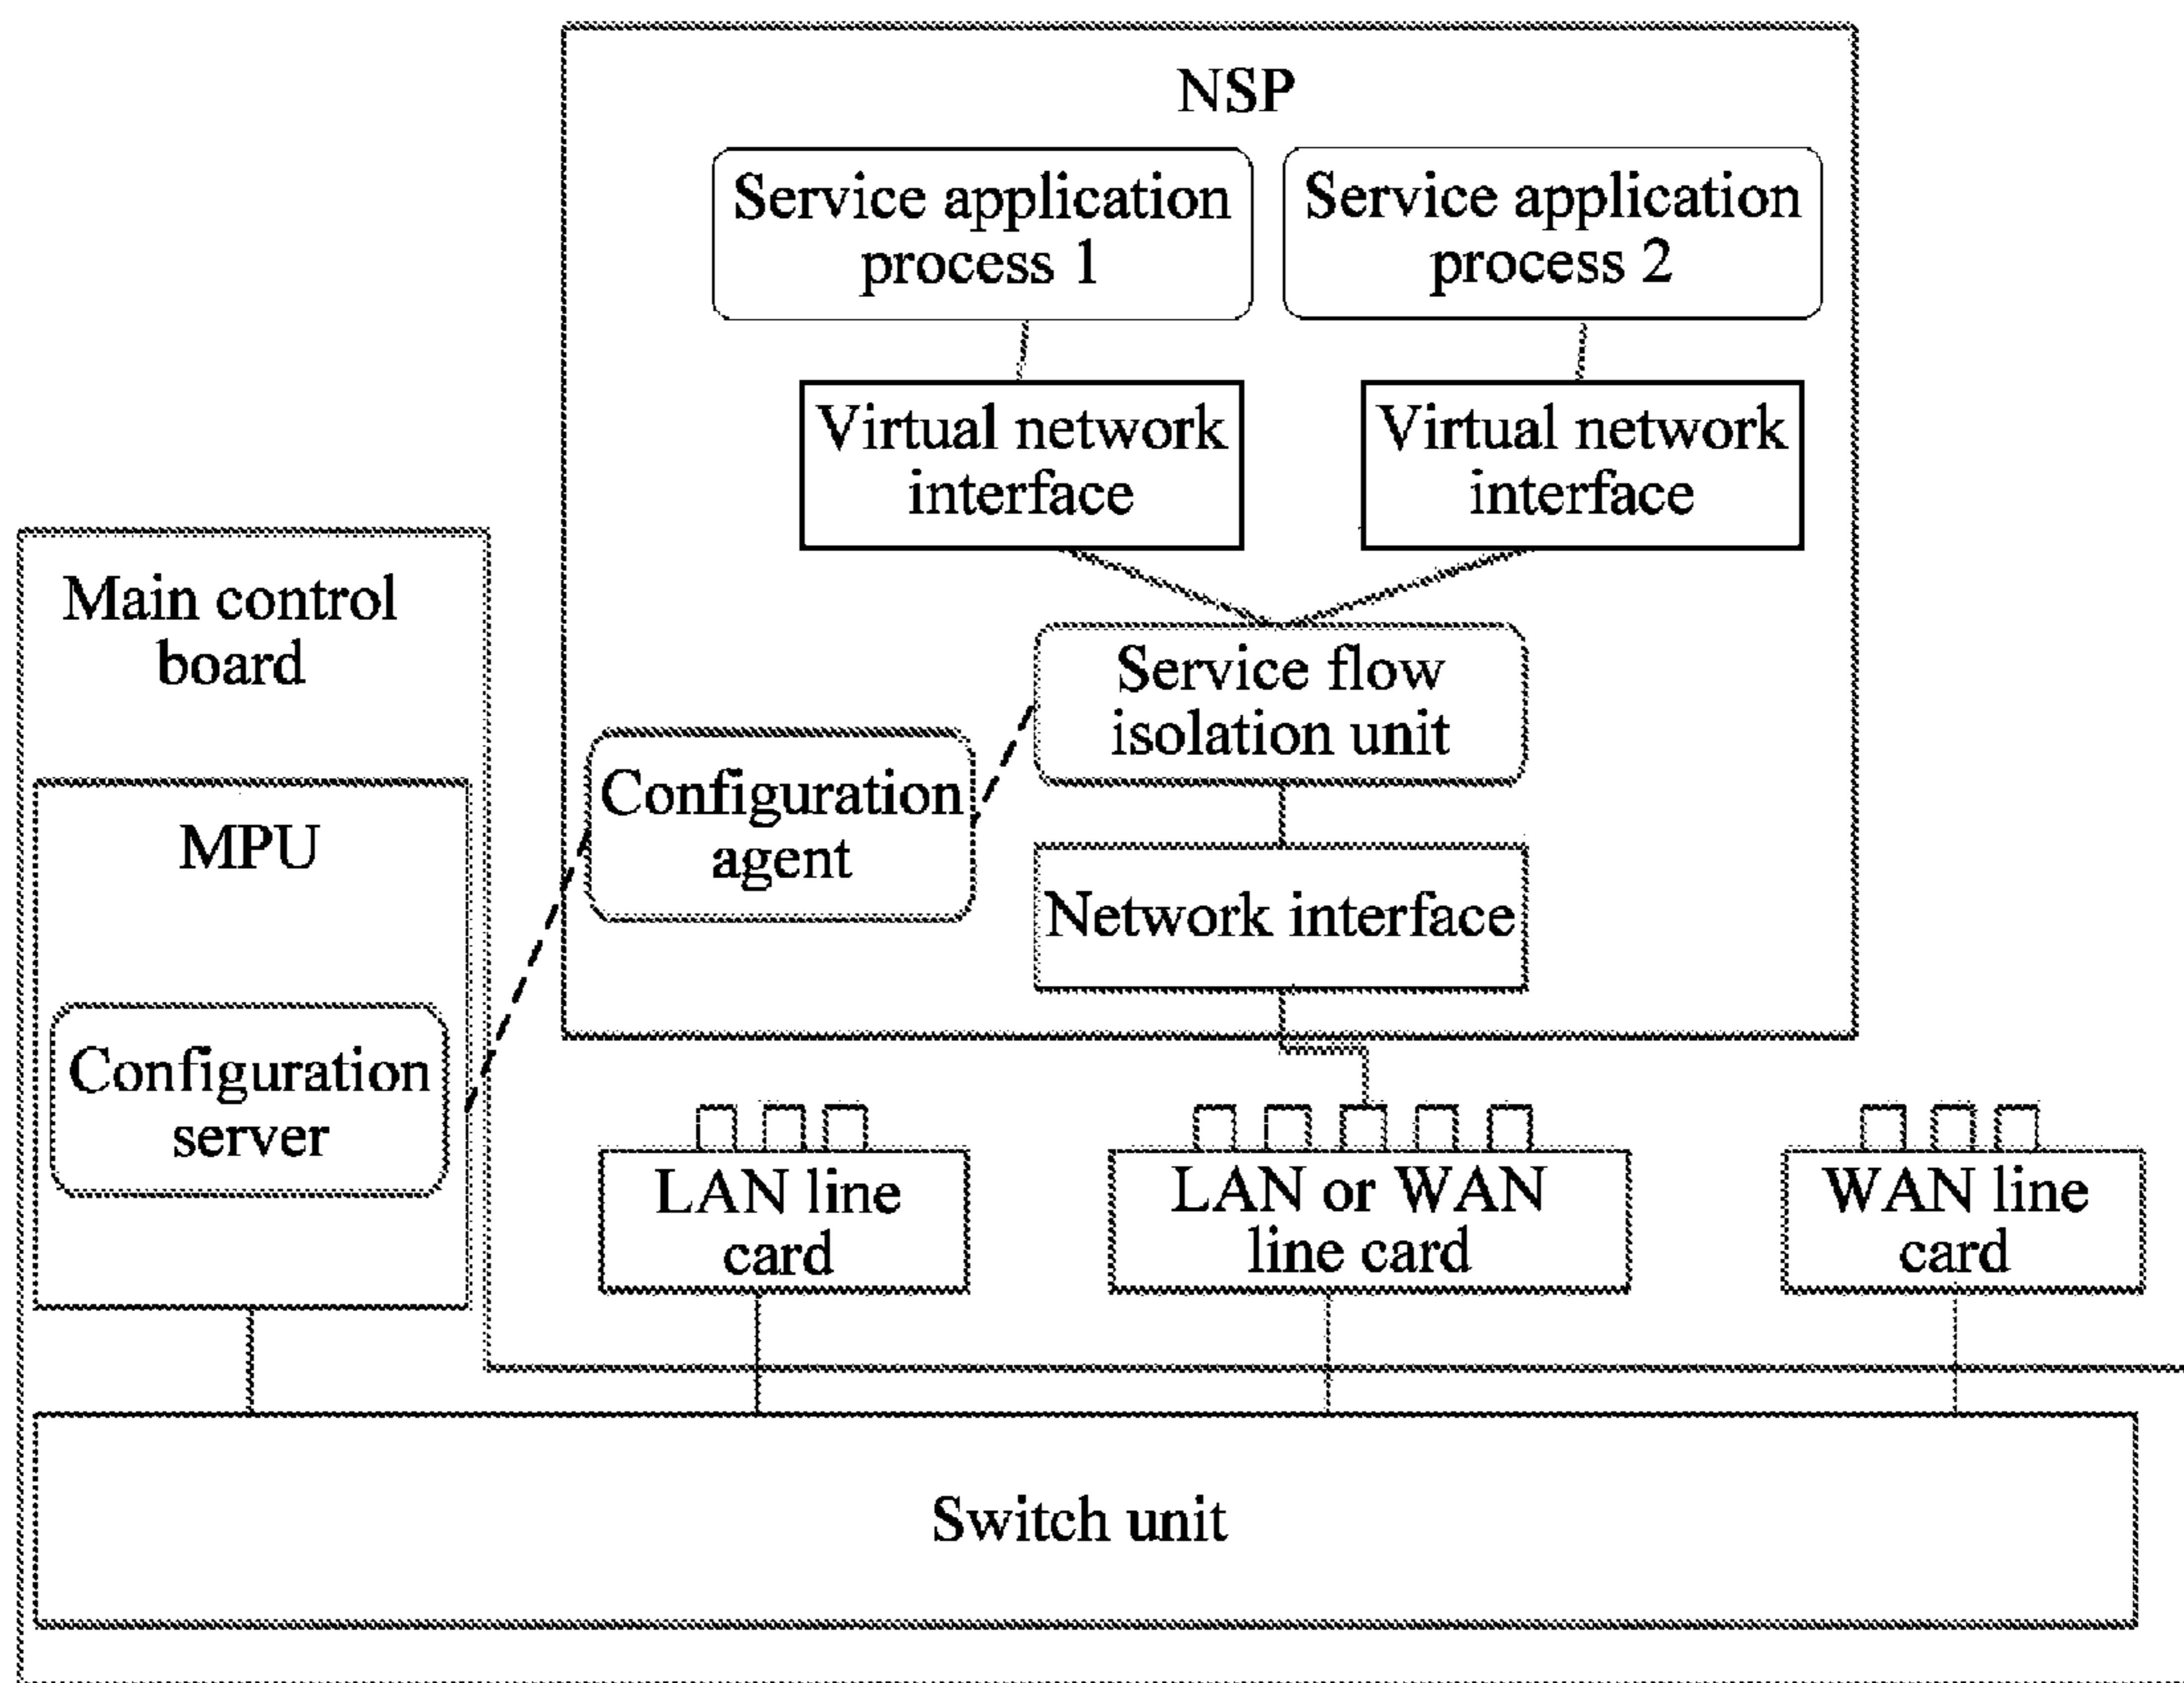 NSP
Service application
process 1
Service application
process 2
Virtual network
interface
Virtual network
interface
Main control
board
Service flow
isolation unit
Configuration
agent
MPU
Network interface
Configuration
server
LAN line
card
LAN or WAN
line card
WAN line
card
Switch unit